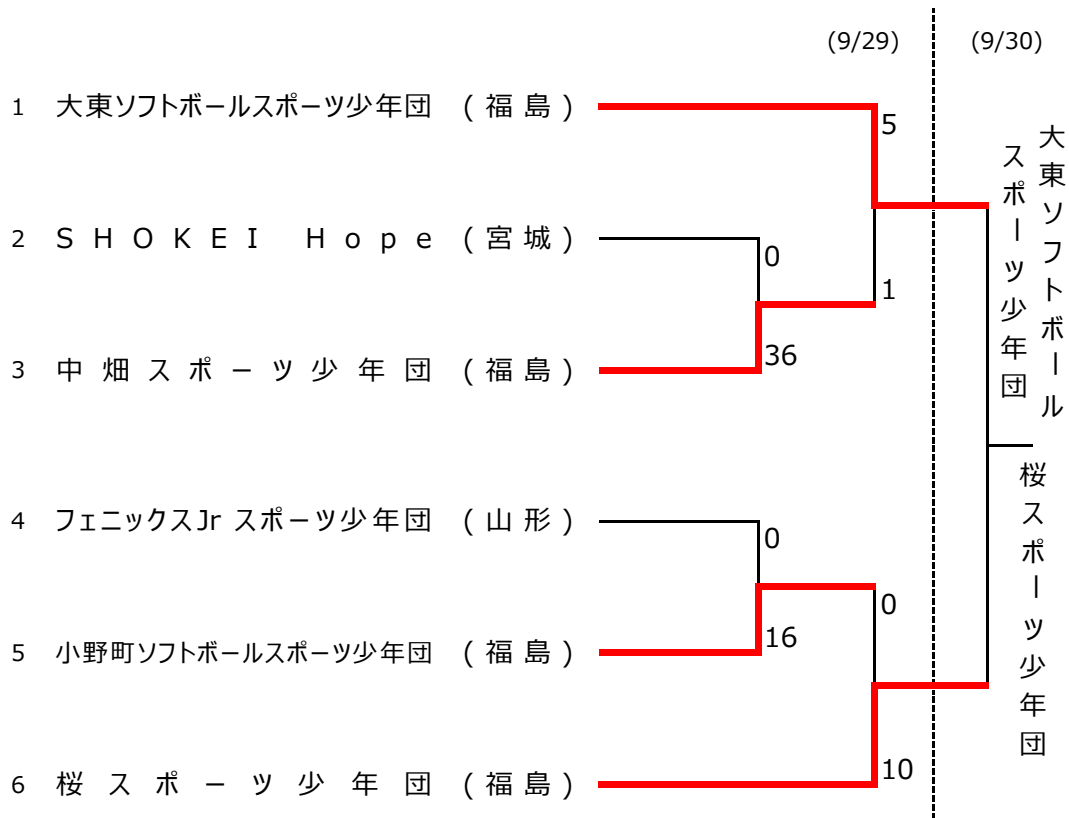 (9/29)
(9/30)
1 大東ソフトボールスポーツ少年団 (福島)
5
2 SHOKEI Hope (宮城)
0
1
3 中畑スポーツ少年団 (福島)
36
4 フェニックスJr スポーツ少年団 (山形)
0
0
5 小野町ソフトボールスポーツ少年団 (福島)
16
6 桜スポーツ少年団 (福島)
10
大東ソフトボール
スポーツ少年団
桜スポーツ少年団